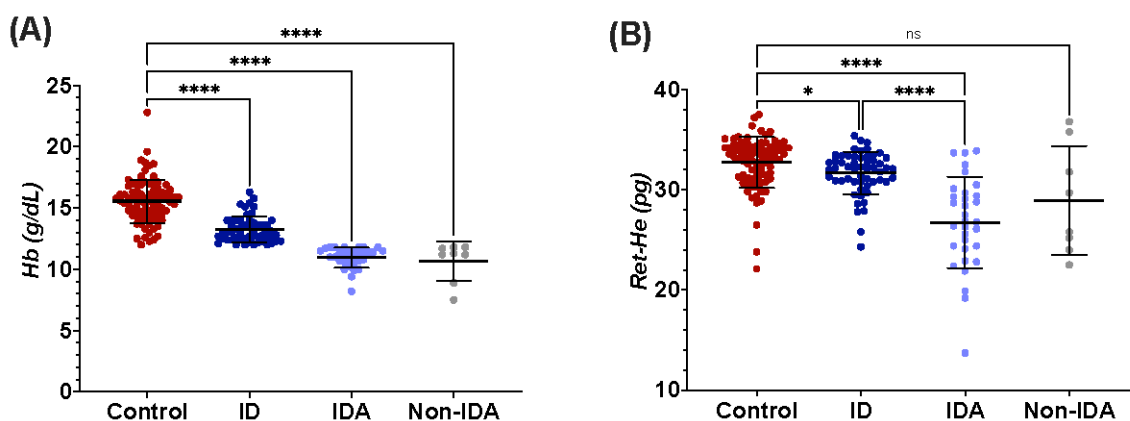 (A)
****
****
****
Hb (g/dL)
25
20
15
10
5
0
Control ID IDA Non-IDA
(B)
ns
****
* ****
Ret-He (pg)
40
30
20
10
Control ID IDA Non-IDA